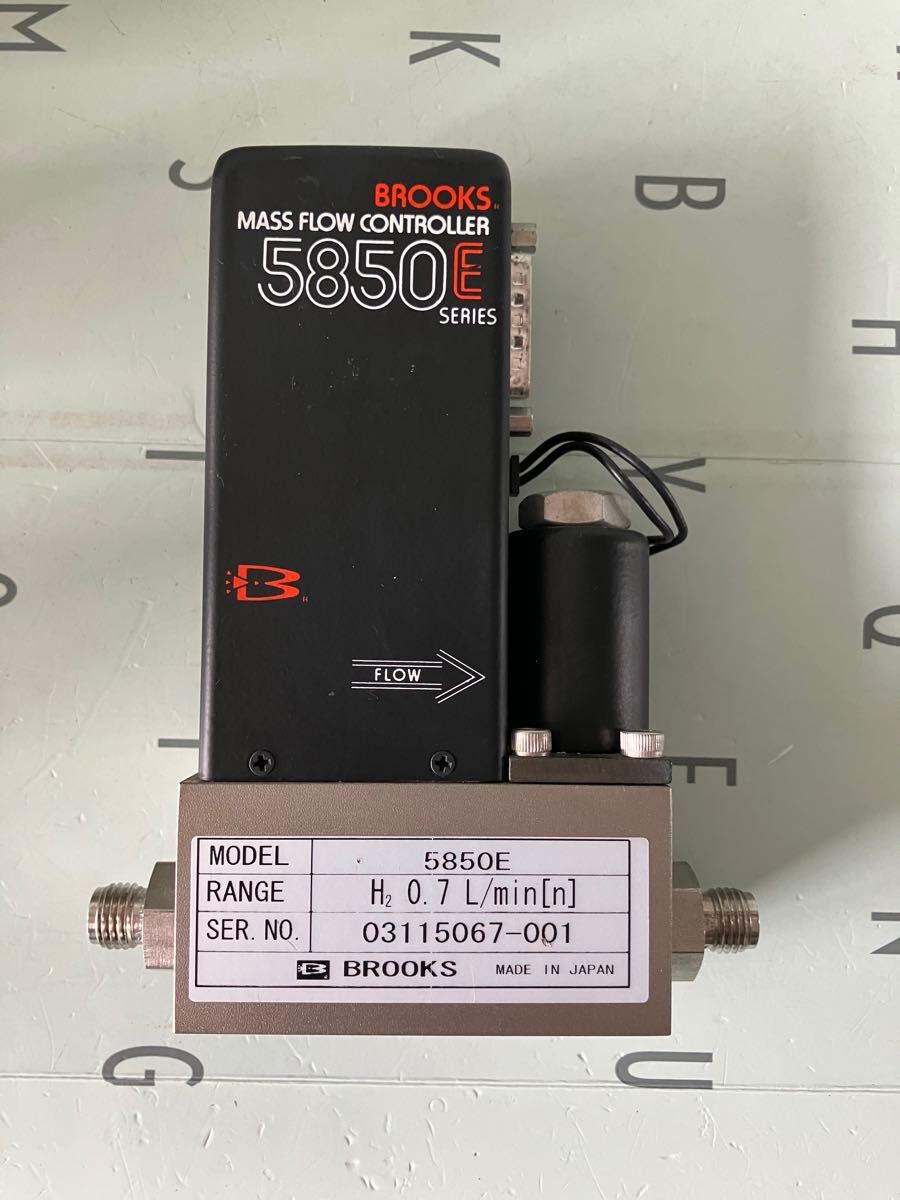 M
K
J
B
BROOKS
MASS FLOW CONTROLLER
5850E
SERIES
H
T
Y
B
FLOW
Q
T
E
MODEL 5850E
RANGE H₂ 0.7 L/min[n]
SER. NO. 03115067-001
B BROOKS MADE IN JAPAN
N
G
U